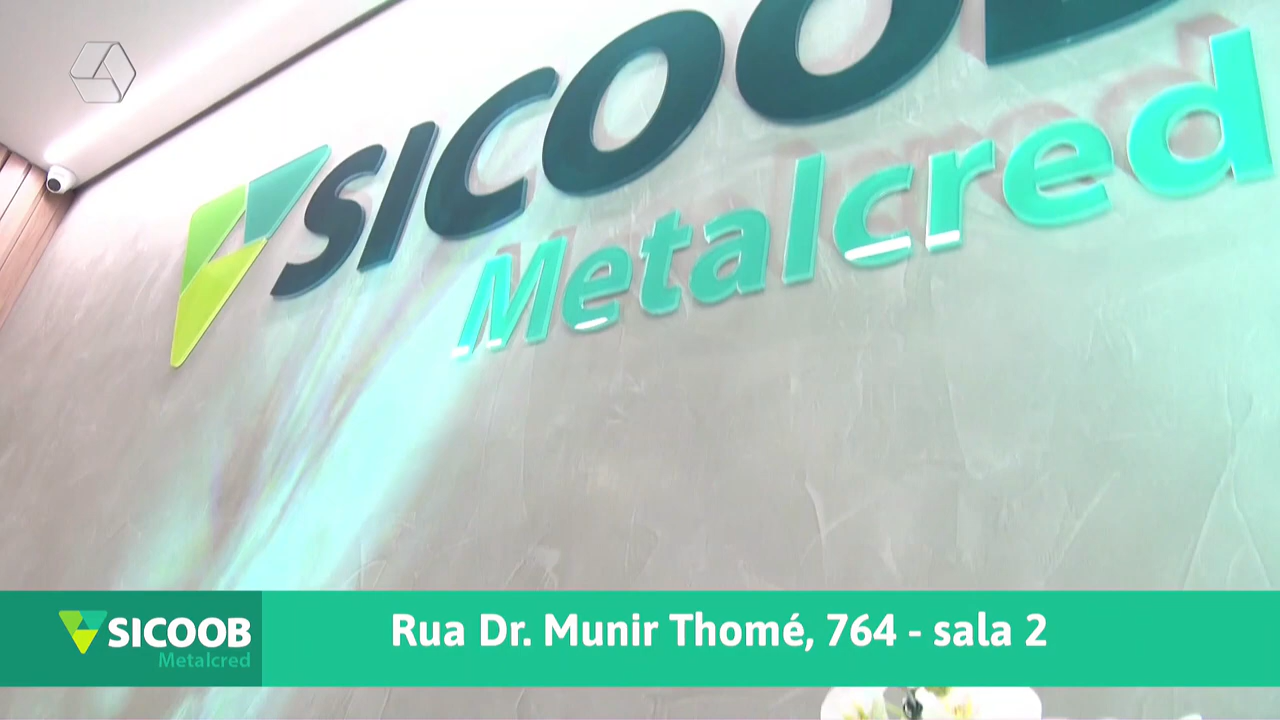 SICOOB
Metalcred
SICOOB
Metalcred
Rua Dr. Munir Thomé, 764 - sala 2